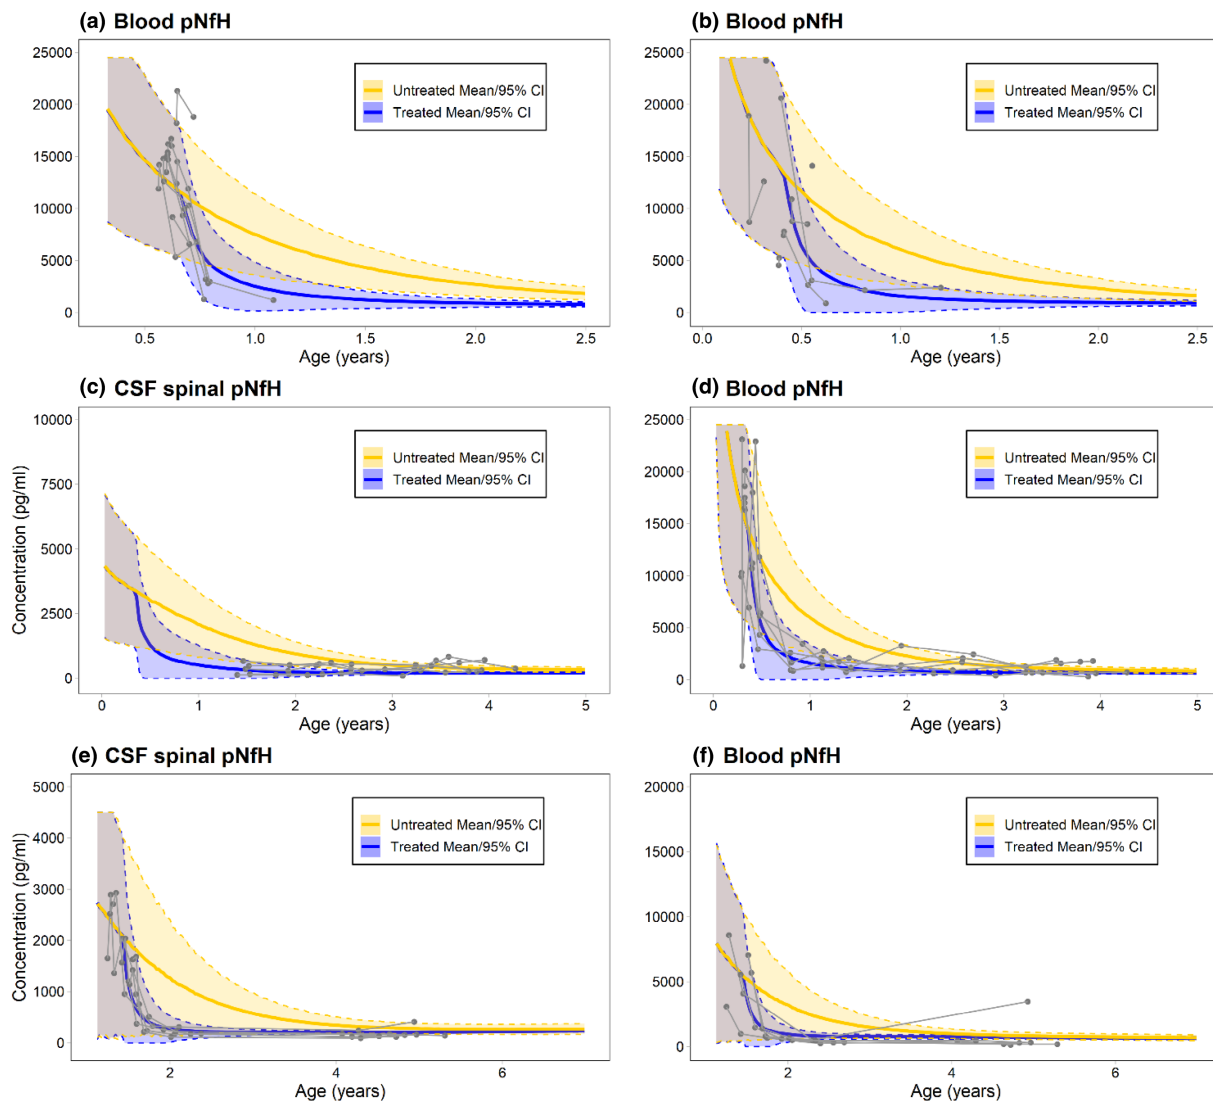 (a) Blood pNfH
25000
20000
15000
10000
5000
0
Untreated Mean/95% CI
Treated Mean/95% CI
0.5
1.0
1.5
2.0
2.5
Age (years)
(b) Blood pNfH
25000
20000
15000
10000
5000
0
Untreated Mean/95% CI
Treated Mean/95% CI
0.0
0.5
1.0
1.5
2.0
2.5
Age (years)
(c) CSF spinal pNfH
Concentration (pg/ml)
10000
7500
5000
2500
0
Untreated Mean/95% CI
Treated Mean/95% CI
0
1
2
3
4
5
Age (years)
(d) Blood pNfH
25000
20000
15000
10000
5000
0
Untreated Mean/95% CI
Treated Mean/95% CI
0
1
2
3
4
5
Age (years)
(e) CSF spinal pNfH
Concentration (pg/ml)
5000
4000
3000
2000
1000
0
Untreated Mean/95% CI
Treated Mean/95% CI
2
4
6
Age (years)
(f) Blood pNfH
20000
15000
10000
5000
0
Untreated Mean/95% CI
Treated Mean/95% CI
2
4
6
Age (years)